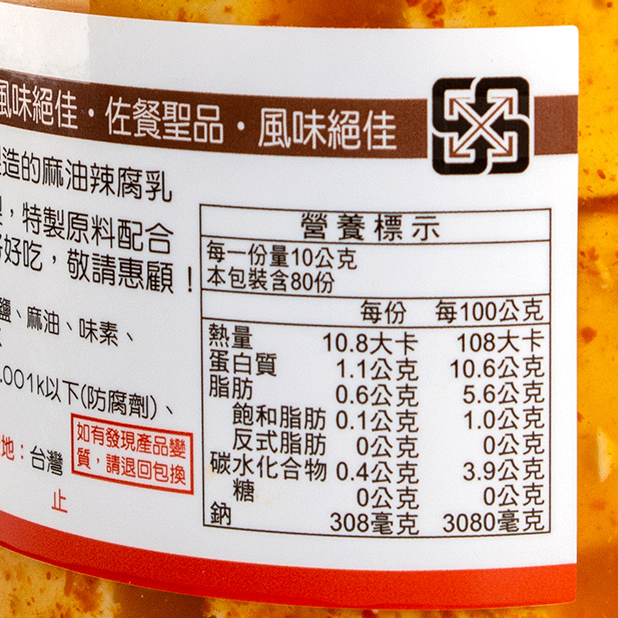 風味絕佳・佐餐聖品・風味絕佳
造的麻油辣腐乳
，特製原料配合
好吃，敬請惠顧！
鹽、麻油、味素、
.001k以下(防腐劑)、
地：台灣
如有發現產品變
質，請退回包換
止
營養標示
每一份量10公克
本包裝含80份
每份 每100公克
熱量 10.8大卡 108大卡
蛋白質 1.1公克 10.6公克
脂肪 0.6公克 5.6公克
飽和脂肪 0.1公克 1.0公克
反式脂肪 0公克 0公克
碳水化合物 0.4公克 3.9公克
糖 0公克 0公克
鈉 308毫克 3080毫克